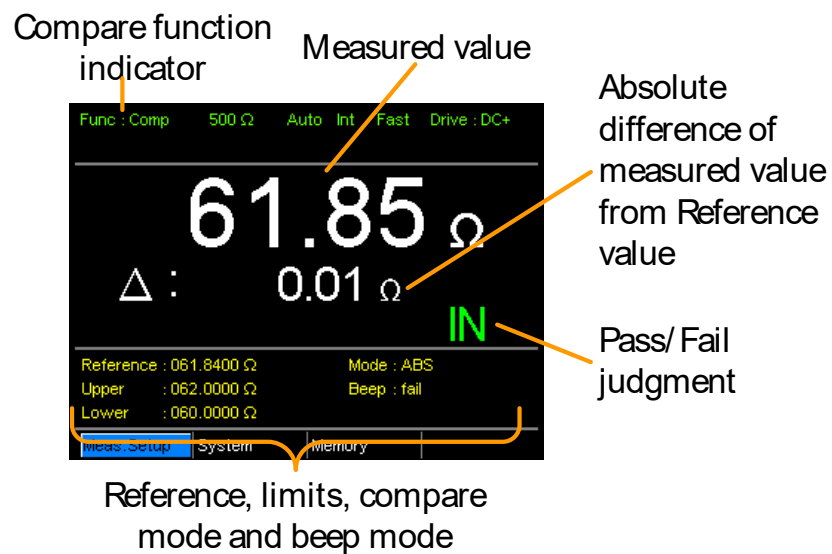 Compare function
indicator
Measured value
Absolute
difference of
measured value
from Reference
value
Func : Comp 500 Ω Auto Int Fast Drive : DC+
61.85 Ω
Δ : 0.01 Ω
IN
Pass/ Fail
judgment
Reference : 061.8400 Ω Mode : ABS
Upper : 062.0000 Ω Beep : fail
Lower : 060.0000 Ω
Meas.Setup System Memory
Reference, limits, compare
mode and beep mode